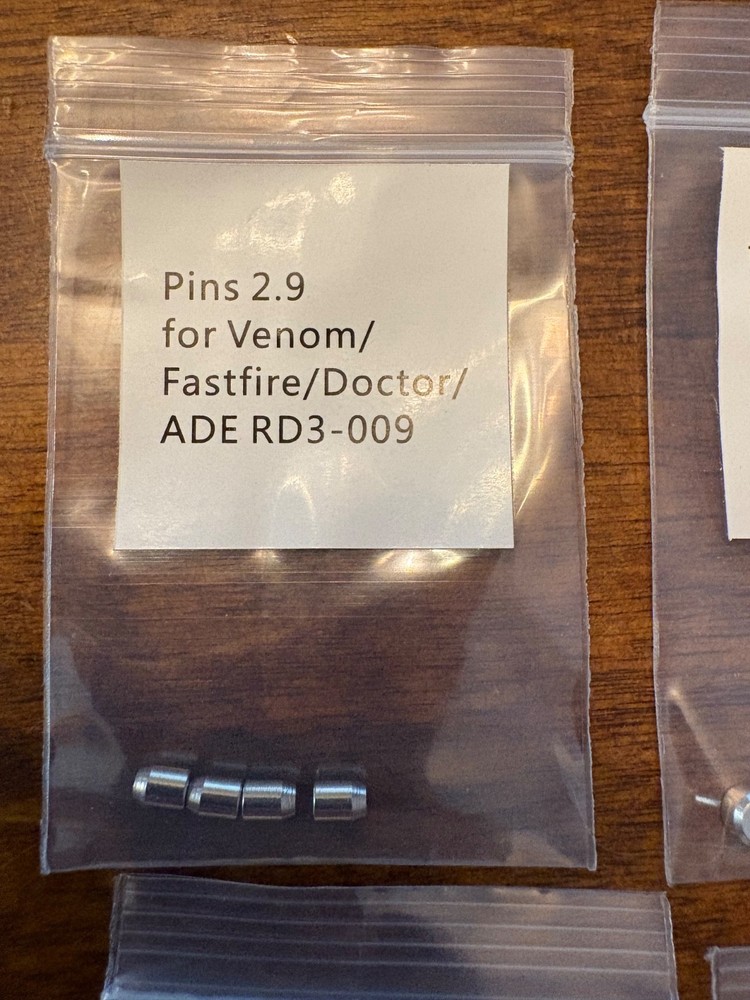 Pins 2.9
for Venom/
Fastfire/Doctor/
ADE RD3-009